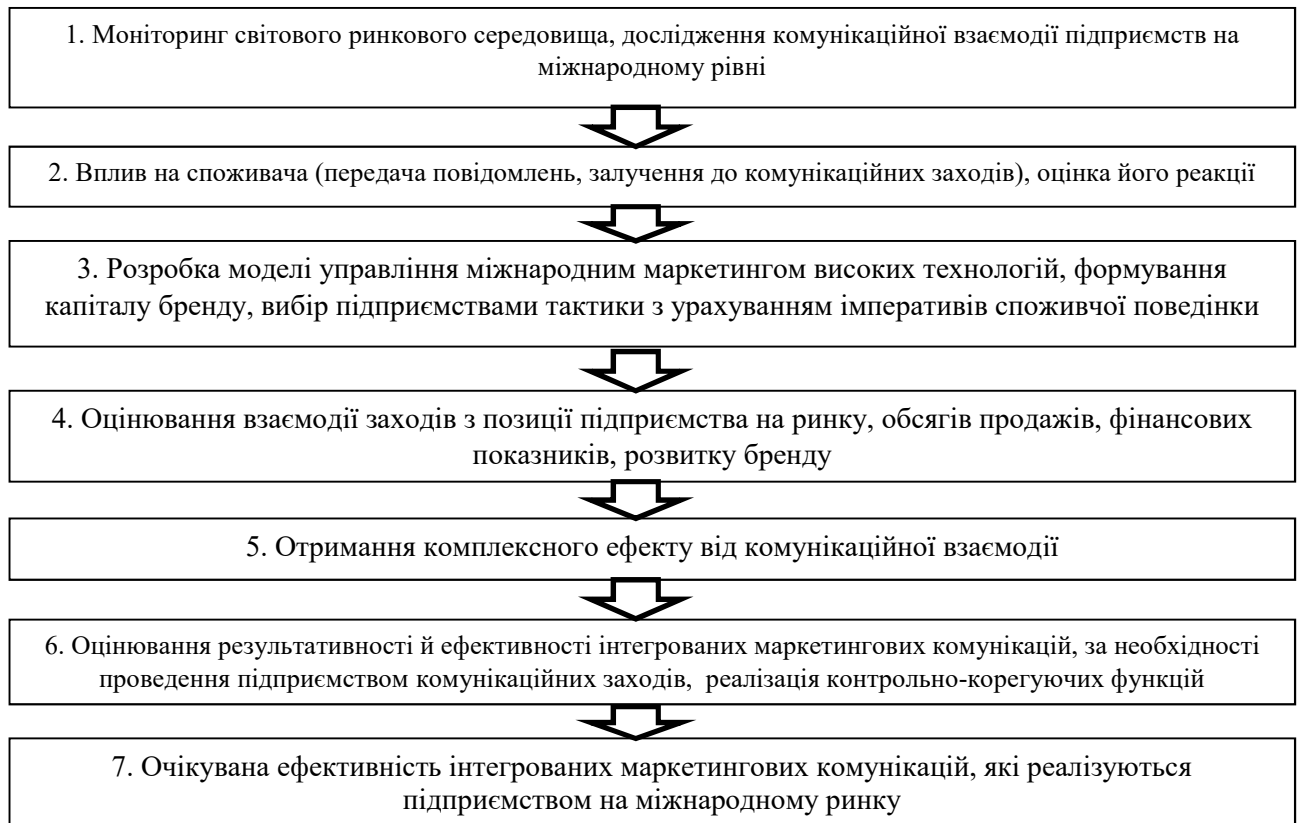 1. Моніторинг світового ринкового середовища, дослідження комунікаційної взаємодії підприємств на
міжнародному рівні
2. Вплив на споживача (передача повідомлень, залучення до комунікаційних заходів), оцінка його реакції
3. Розробка моделі управління міжнародним маркетингом високих технологій, формування
капіталу бренду, вибір підприємствами тактики з урахуванням імперативів споживчої поведінки
4. Оцінювання взаємодії заходів з позиції підприємства на ринку, обсягів продажів, фінансових
показників, розвитку бренду
5. Отримання комплексного ефекту від комунікаційної взаємодії
6. Оцінювання результативності й ефективності інтегрованих маркетингових комунікацій, за необхідності
проведення підприємством комунікаційних заходів, реалізація контрольно-корегуючих функцій
7. Очікувана ефективність інтегрованих маркетингових комунікацій, які реалізуються
підприємством на міжнародному ринку